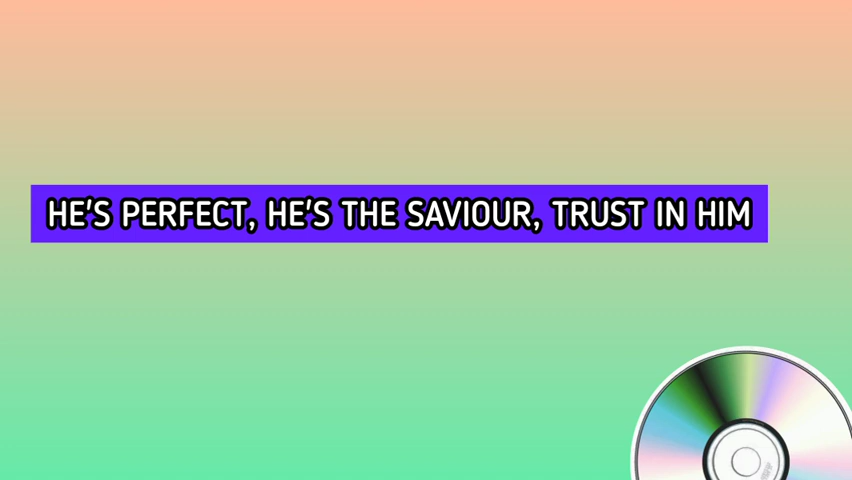 HE'S PERFECT, HE'S THE SAVIOUR, TRUST IN HIM